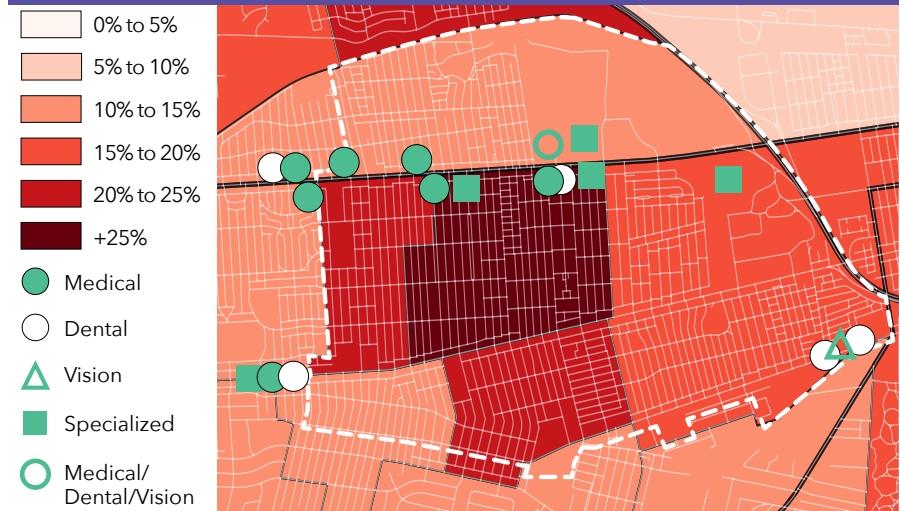 0% to 5%
5% to 10%
10% to 15%
15% to 20%
20% to 25%
+25%
Medical
Dental
Vision
Specialized
Medical/
Dental/Vision